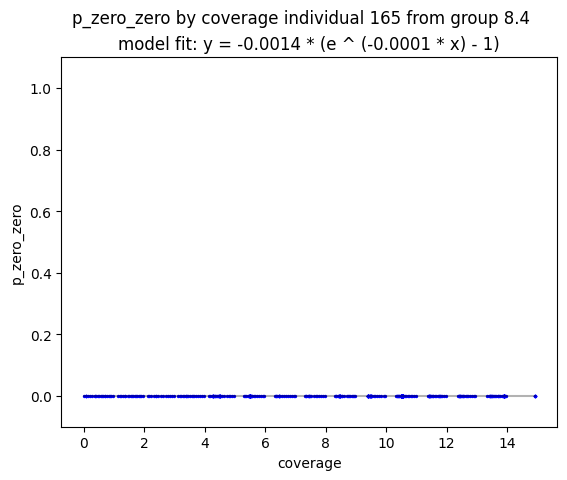 p_zero_zero by coverage individual 165 from group 8.4
model fit: y = -0.0014 * (e ^ (-0.0001 * x) - 1)
1.0
0.8
0.6
0.4
0.2
0.0
p_zero_zero
0 2 4 6 8 10 12 14
coverage